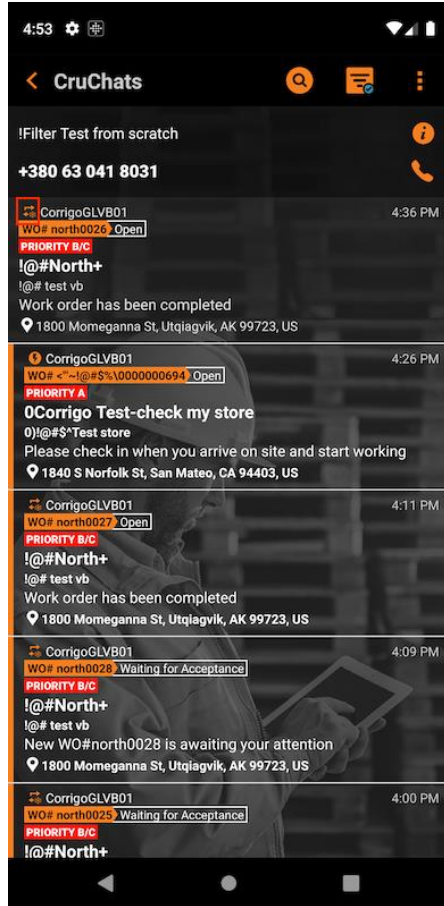 4:53
CruChats
!Filter Test from scratch
+380 63 041 8031
CorrigoGLVB01 4:36 PM
WO# north0026 Open
PRIORITY B/C
!@#North+
!@# test vb
Work order has been completed
1800 Momeganna St, Utqiagvik, AK 99723, US
CorrigoGLVB01 4:26 PM
WO# <"'~!@#$%\0000000694 Open
PRIORITY A
0Corrigo Test-check my store
0)!@#$^Test store
Please check in when you arrive on site and start working
1840 S Norfolk St, San Mateo, CA 94403, US
CorrigoGLVB01 4:11 PM
WO# north0027 Open
PRIORITY B/C
!@#North+
!@# test vb
Work order has been completed
1800 Momeganna St, Utqiagvik, AK 99723, US
CorrigoGLVB01 4:09 PM
WO# north0028 Waiting for Acceptance
PRIORITY B/C
!@#North+
!@# test vb
New WO#north0028 is awaiting your attention
1800 Momeganna St, Utqiagvik, AK 99723, US
CorrigoGLVB01 4:00 PM
WO# north0025 Waiting for Acceptance
PRIORITY B/C
!@#North+